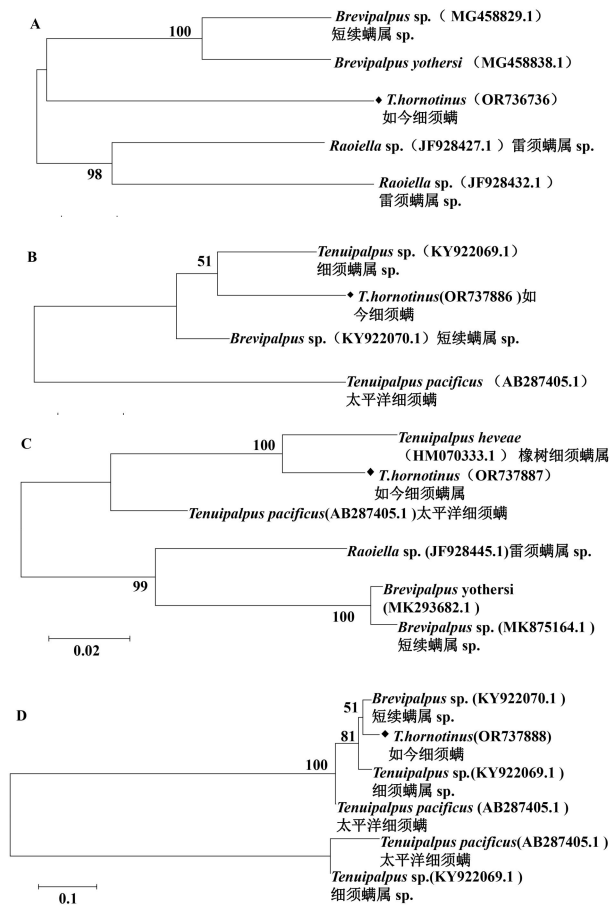 A
Brevipalpus sp.（ MG458829.1）
短续螨属 sp.
100
Brevipalpus yothersi （MG458838.1）
T.hornotinus（OR736736）
如今细须螨
Raoiella sp.（JF928427.1 ）雷须螨属 sp.
98
Raoiella sp.（JF928432.1 ）
雷须螨属 sp.
B
Tenuipalpus sp.（KY922069.1）
51
细须螨属 sp.
T.hornotinus(OR737886 )如
今细须螨
Brevipalpus sp.（KY922070.1）短续螨属 sp.
Tenuipalpus pacificus （AB287405.1）
太平洋细须螨
C
Tenuipalpus heveae
100
（HM070333.1 ） 橡树细须螨属
T.hornotinus（OR737887）
如今细须螨属
Tenuipalpus pacificus(AB287405.1 )太平洋细须螨
Raoiella sp. (JF928445.1)雷须螨属 sp.
99
Brevipalpus yothersi
(MK293682.1 )
100
Brevipalpus sp. (MK875164.1 )
短续螨属 sp.
0.02
D
Brevipalpus sp. (KY922070.1 )
51
短续螨属 sp.
T.hornotinus(OR737888)
81
如今细须螨
100
Tenuipalpus sp.(KY922069.1 )
细须螨属 sp.
Tenuipalpus pacificus (AB287405.1 )
太平洋细须螨
Tenuipalpus pacificus(AB287405.1 )
太平洋细须螨
Tenuipalpus sp.(KY922069.1 )
细须螨属 sp.
0.1